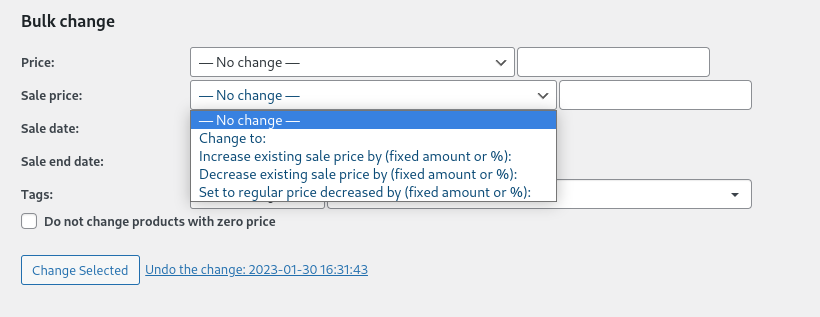 Bulk change
Price: — No change —
Sale price: — No change —
— No change —
Change to:
Increase existing sale price by (fixed amount or %):
Decrease existing sale price by (fixed amount or %):
Set to regular price decreased by (fixed amount or %):
Sale date:
Sale end date:
Tags:
Do not change products with zero price
Change Selected Undo the change: 2023-01-30 16:31:43